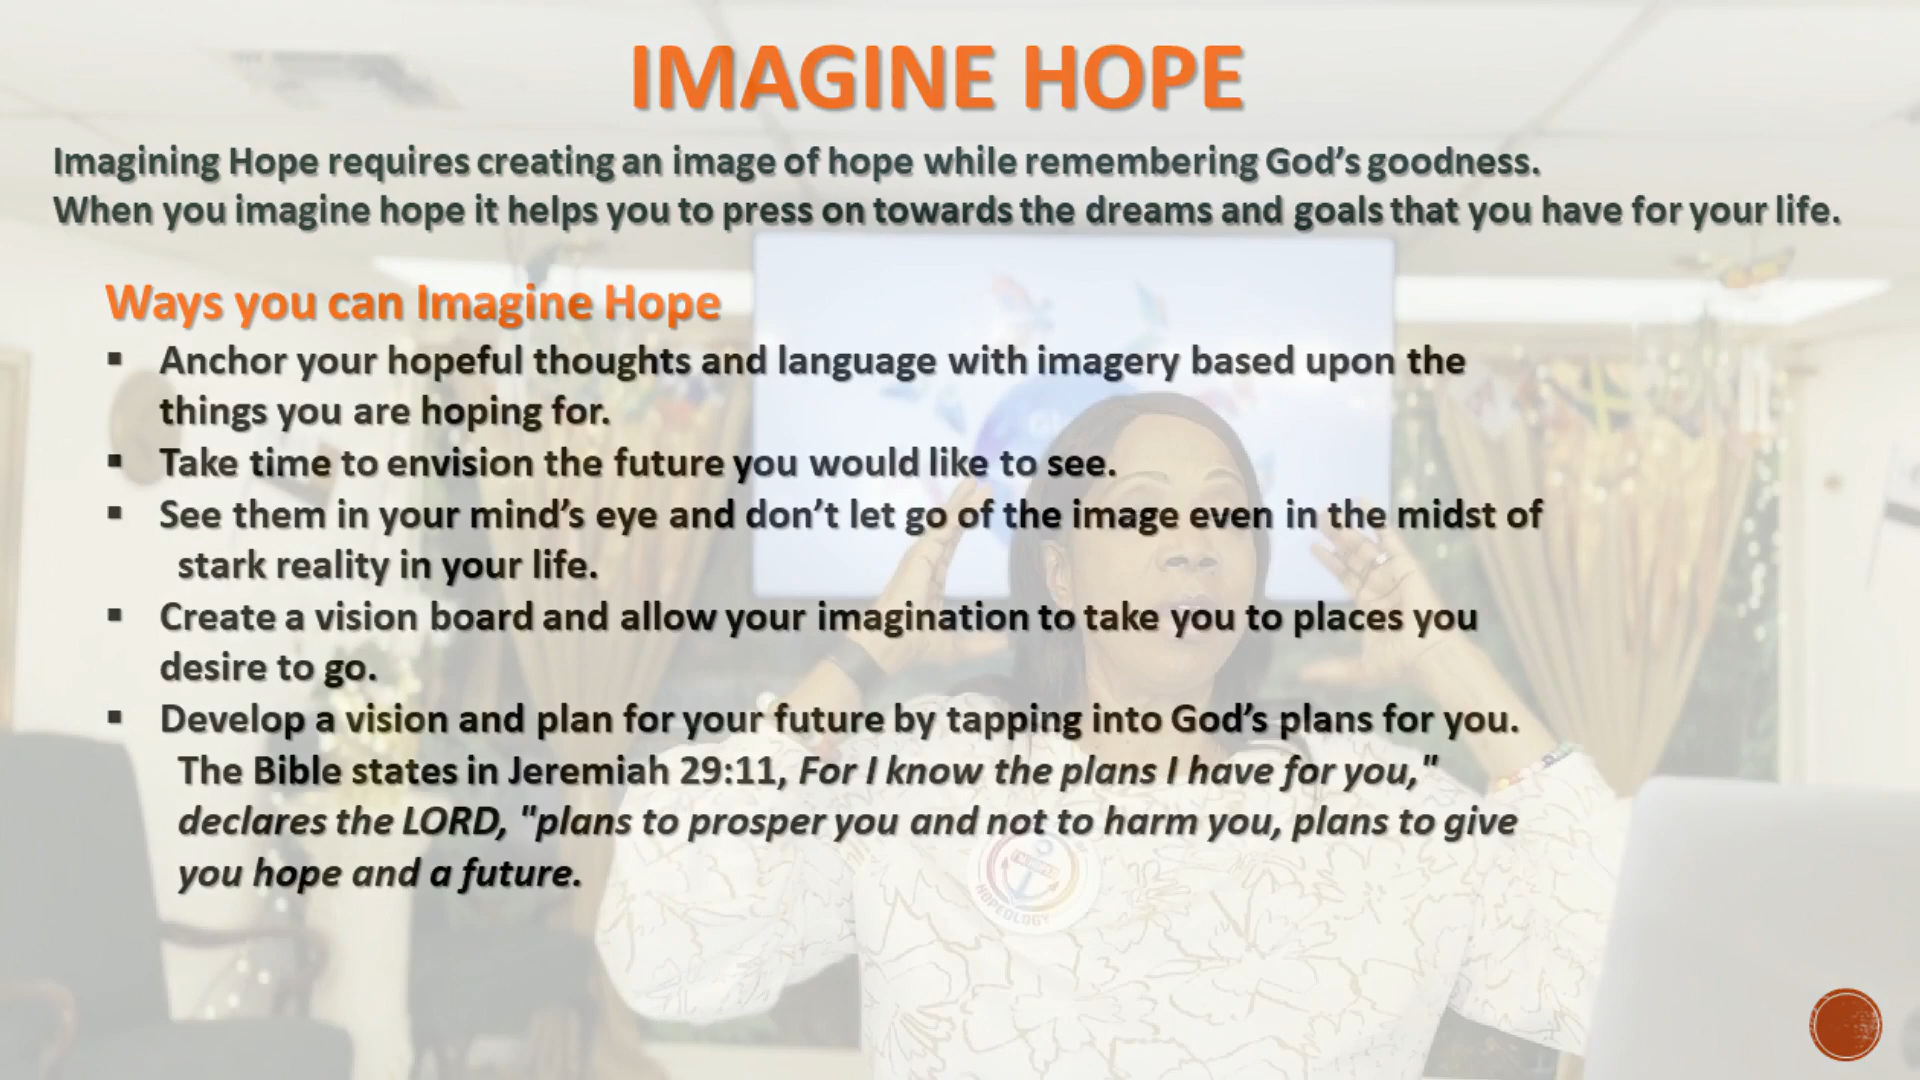 IMAGINE HOPE
Imagining Hope requires creating an image of hope while remembering God's goodness.
When you imagine hope it helps you to press on towards the dreams and goals that you have for your life.
Ways you can Imagine Hope
▪ Anchor your hopeful thoughts and language with imagery based upon the
things you are hoping for.
▪ Take time to envision the future you would like to see.
▪ See them in your mind's eye and don't let go of the image even in the midst of
stark reality in your life.
▪ Create a vision board and allow your imagination to take you to places you
desire to go.
▪ Develop a vision and plan for your future by tapping into God's plans for you.
The Bible states in Jeremiah 29:11, For I know the plans I have for you,"
declares the LORD, "plans to prosper you and not to harm you, plans to give
you hope and a future.
HOPEOLOGY